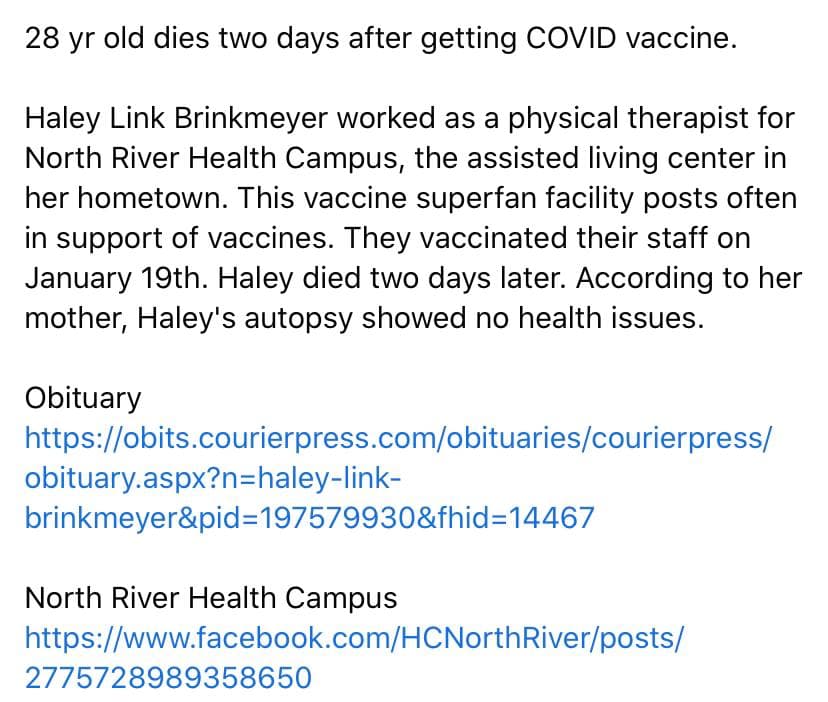 28 yr old dies two days after getting COVID vaccine.
Haley Link Brinkmeyer worked as a physical therapist for
North River Health Campus, the assisted living center in
her hometown. This vaccine superfan facility posts often
in support of vaccines. They vaccinated their staff on
January 19th. Haley died two days later. According to her
mother, Haley's autopsy showed no health issues.
Obituary
https://obits.courierpress.com/obituaries/courierpress/
obituary.aspx?n=haley-link-
brinkmeyer&pid=197579930&fhid=14467
North River Health Campus
https://www.facebook.com/HCNorthRiver/posts/
2775728989358650